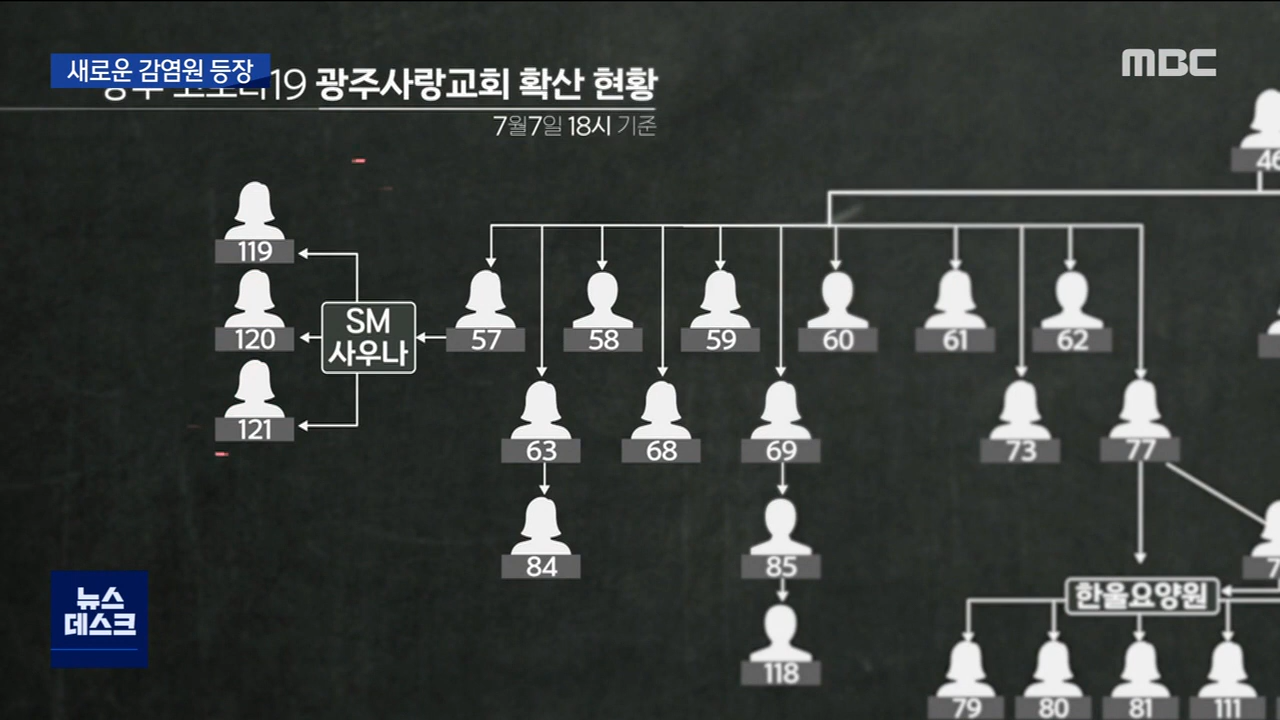 새로운 감염원 등장
MBC
19 광주사랑교회 확산 현황
7월7일 18시 기준
46
119
120
121
SM
사우나
57
58
59
60
61
62
63
68
69
73
77
84
85
118
한울요양원
79
80
81
111
뉴스
데스크